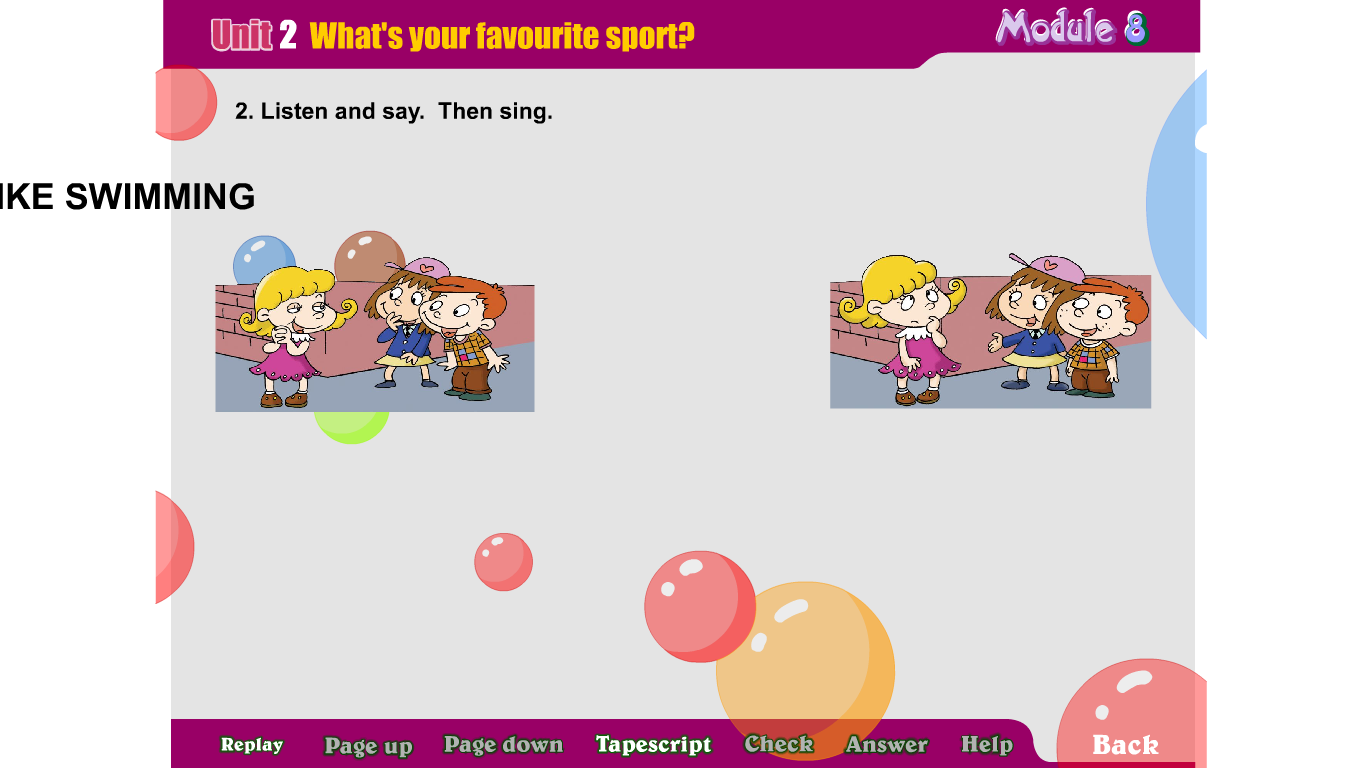 Unit 2 What's your favourite sport?
Module 8
2. Listen and say. Then sing.
IKE SWIMMING
Replay Page up Page down Tapescript Check Answer Help Back